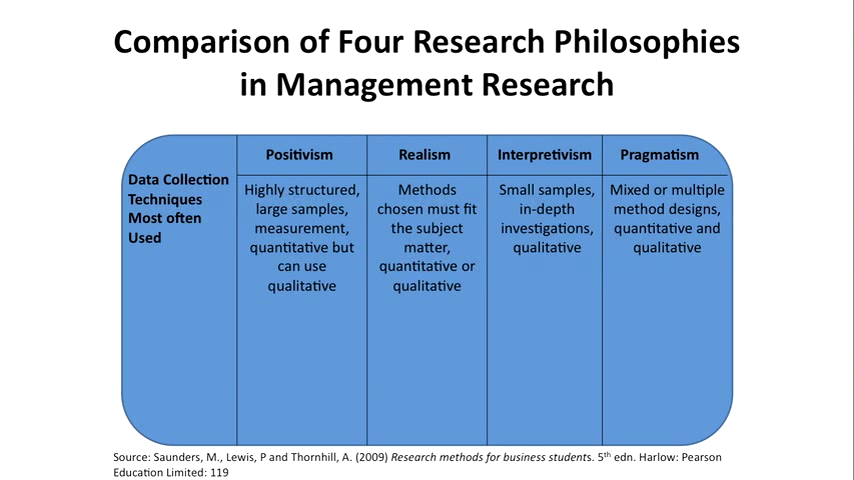 Comparison of Four Research Philosophies
in Management Research
Data Collection
Techniques
Most often
Used
Positivism
Highly structured,
large samples,
measurement,
quantitative but
can use
qualitative
Realism
Methods
chosen must fit
the subject
matter,
quantitative or
qualitative
Interpretivism
Small samples,
in-depth
investigations,
qualitative
Pragmatism
Mixed or multiple
method designs,
quantitative and
qualitative
Source: Saunders, M., Lewis, P and Thornhill, A. (2009) Research methods for business students. 5th edn. Harlow: Pearson
Education Limited: 119